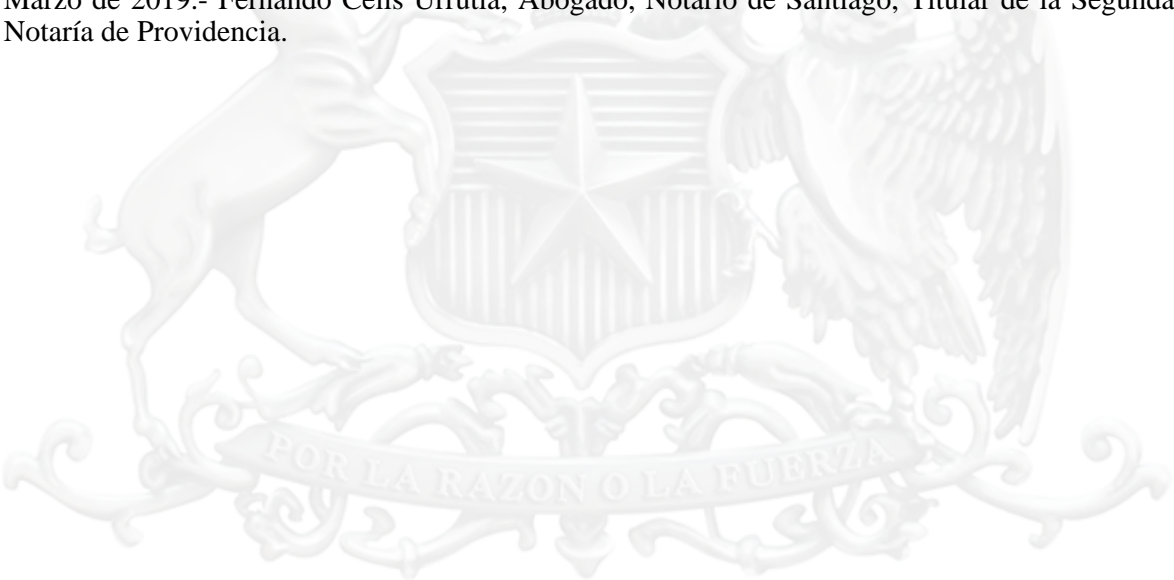 Marzo de 2019.- Fernando Celis Urrutia, Abogado, Notario de Santiago, Titular de la Segunda
Notaría de Providencia.
POR LA RAZON O LA FUERZA